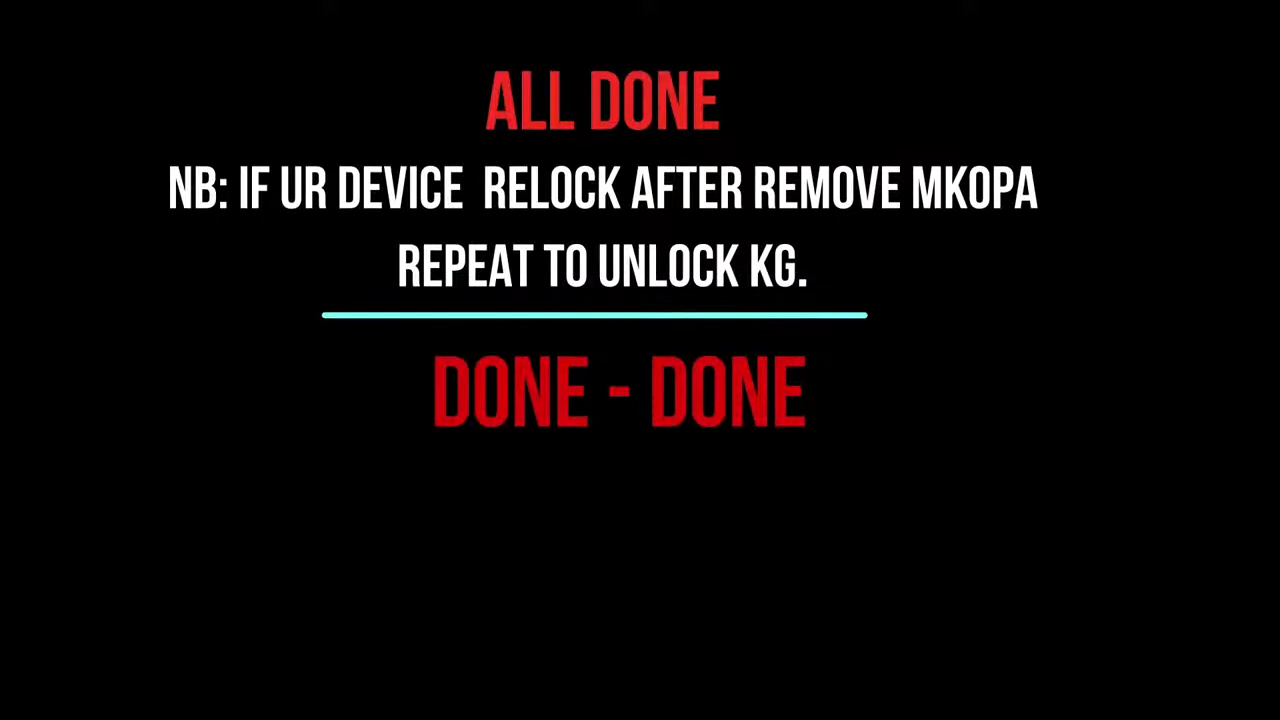 ALL DONE
NB: IF UR DEVICE RELOCK AFTER REMOVE MKOPA
REPEAT TO UNLOCK KG.
DONE - DONE